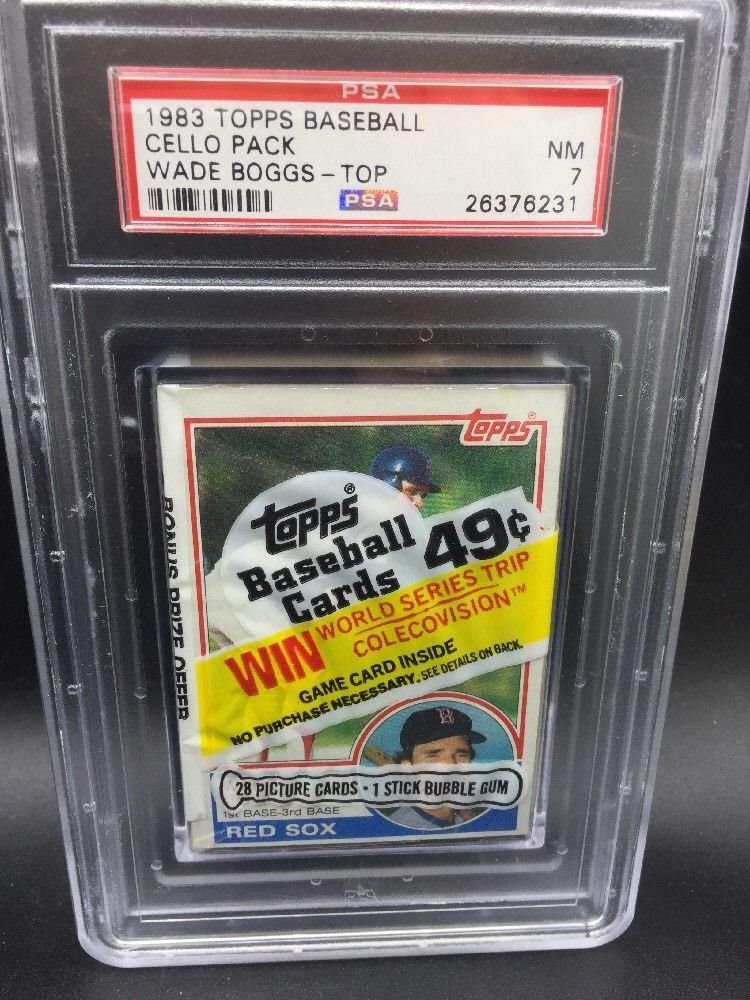 PSA
1983 TOPPS BASEBALL
CELLO PACK NM
WADE BOGGS - TOP 7
PSA 26376231
topps®
topps®
Baseball
Cards 49¢
WIN WORLD SERIES TRIP
COLECOVISION™
GAME CARD INSIDE
NO PURCHASE NECESSARY. SEE DETAILS ON BACK.
BONUS PRIZE OFFER
B
28 PICTURE CARDS • 1 STICK BUBBLE GUM
1st BASE-3rd BASE
RED SOX
PSA